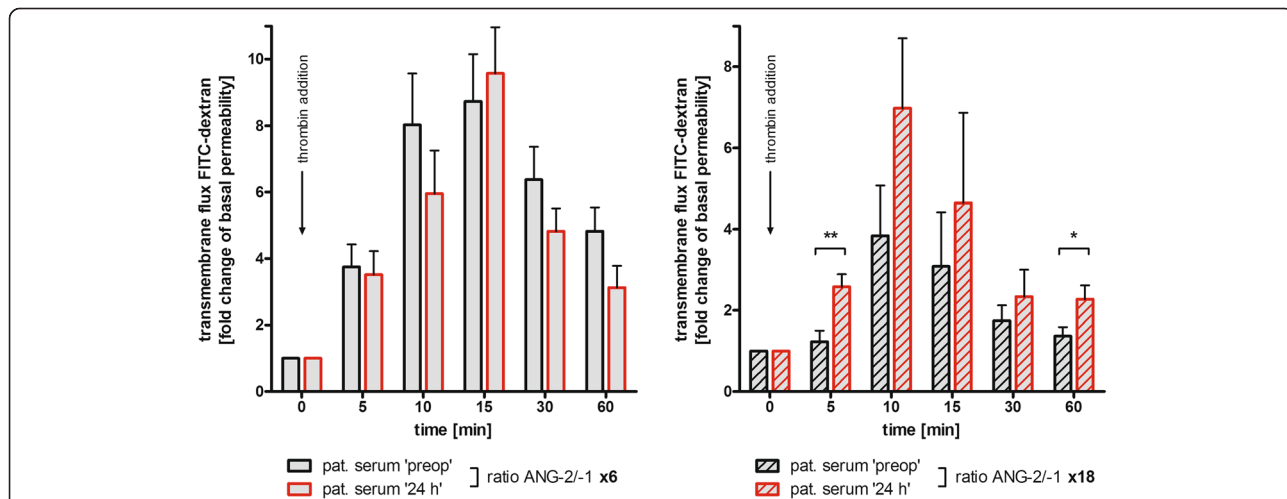 transmembrane flux FITC-dextran
[fold change of basal permeability]
10
8
6
4
2
0
thrombin addition
0 5 10 15 30 60
time [min]
pat. serum 'preop'
pat. serum '24 h'
ratio ANG-2/-1 x6
transmembrane flux FITC-dextran
[fold change of basal permeability]
8
6
4
2
0
thrombin addition
**
*
0 5 10 15 30 60
time [min]
pat. serum 'preop'
pat. serum '24 h'
ratio ANG-2/-1 x18